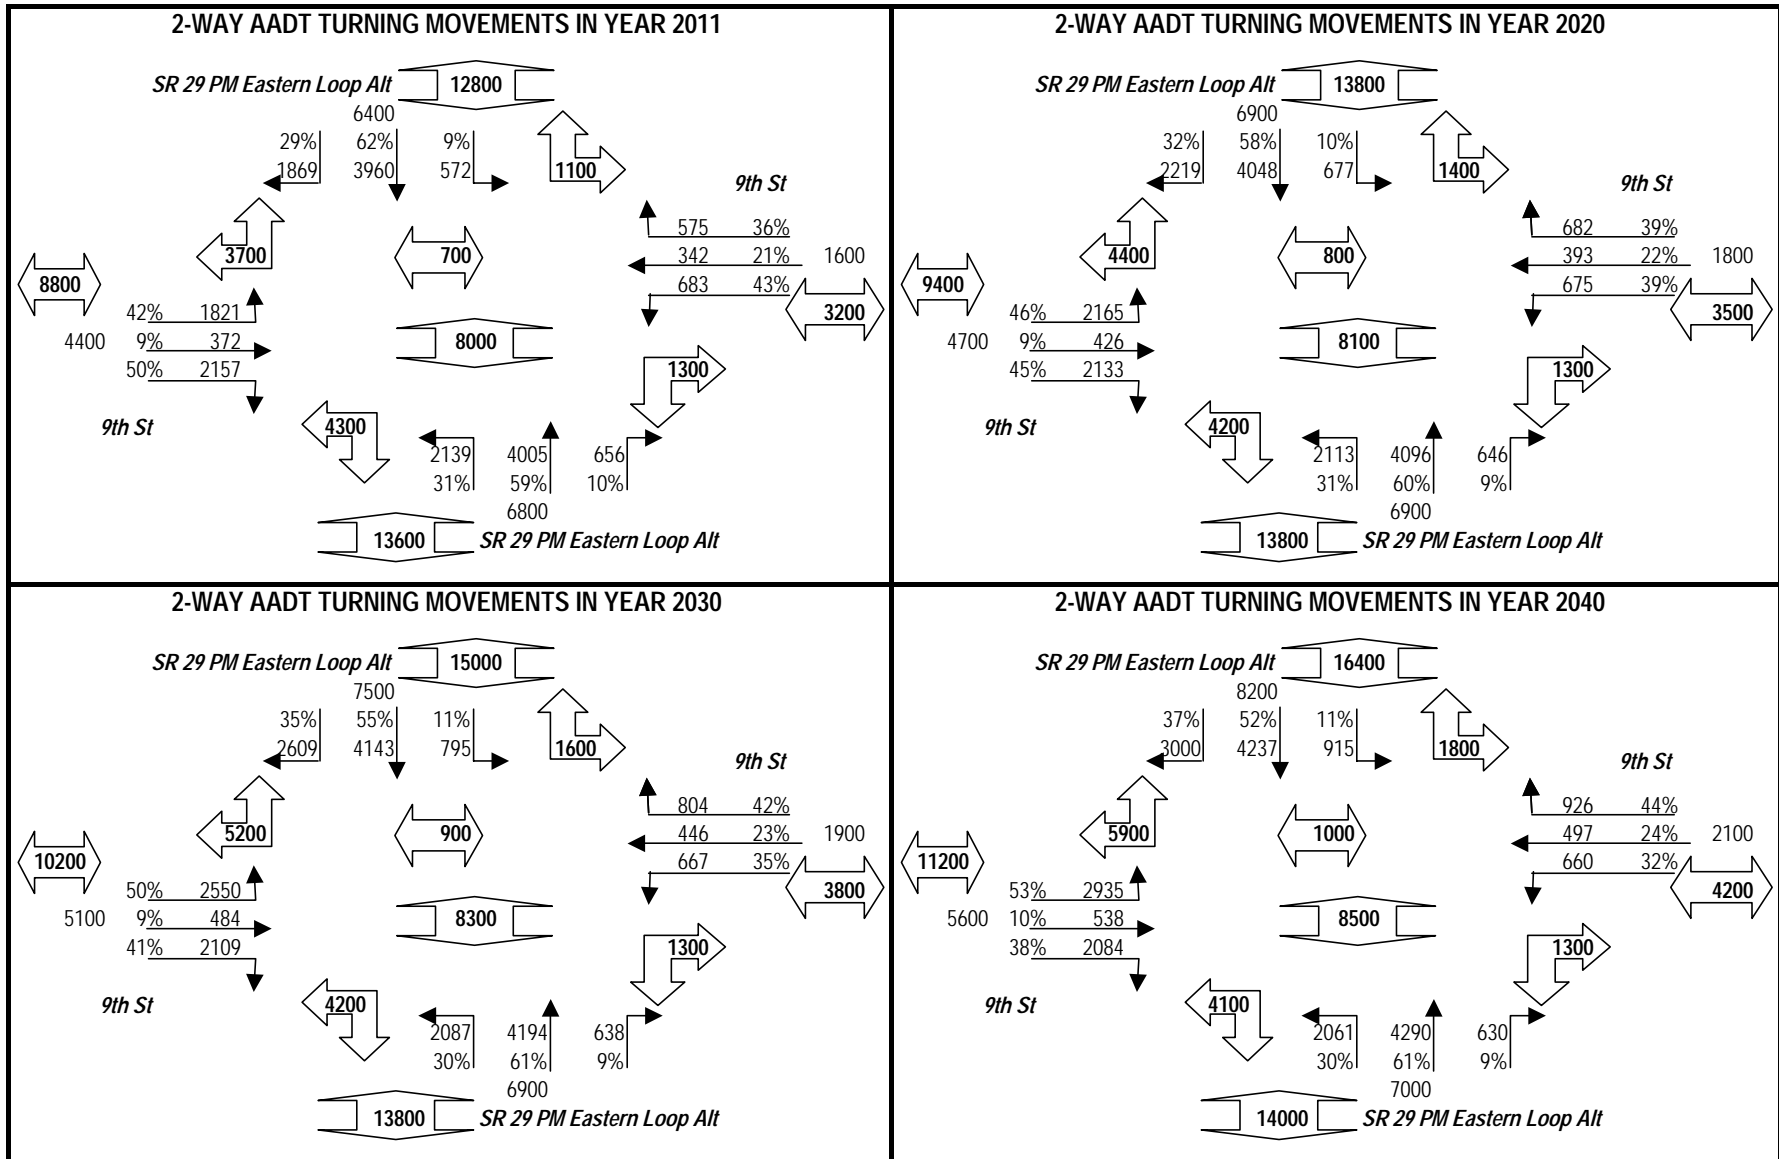 2-WAY AADT TURNING MOVEMENTS IN YEAR 2011
SR 29 PM Eastern Loop Alt 12800
6400
29% 62% 9%
1869 3960 572 1100
9th St
575 36%
3700 700 342 21% 1600
8800 683 43%
42% 1821 3200
4400 9% 372 8000
50% 2157 1300
9th St 4300
2139 4005 656
31% 59% 10%
6800
13600 SR 29 PM Eastern Loop Alt
2-WAY AADT TURNING MOVEMENTS IN YEAR 2020
SR 29 PM Eastern Loop Alt 13800
6900
32% 58% 10%
2219 4048 677 1400
9th St
682 39%
4400 800 393 22% 1800
9400 675 39%
46% 2165 3500
4700 9% 426 8100
45% 2133 1300
9th St 4200
2113 4096 646
31% 60% 9%
6900
13800 SR 29 PM Eastern Loop Alt
2-WAY AADT TURNING MOVEMENTS IN YEAR 2030
SR 29 PM Eastern Loop Alt 15000
7500
35% 55% 11%
2609 4143 795 1600
9th St
804 42%
5200 900 446 23% 1900
10200 667 35%
50% 2550 3800
5100 9% 484 8300
41% 2109 1300
9th St 4200
2087 4194 638
30% 61% 9%
6900
13800 SR 29 PM Eastern Loop Alt
2-WAY AADT TURNING MOVEMENTS IN YEAR 2040
SR 29 PM Eastern Loop Alt 16400
8200
37% 52% 11%
3000 4237 915 1800
9th St
926 44%
5900 1000 497 24% 2100
11200 660 32%
53% 2935 4200
5600 10% 538 8500
38% 2084 1300
9th St 4100
2061 4290 630
30% 61% 9%
7000
14000 SR 29 PM Eastern Loop Alt